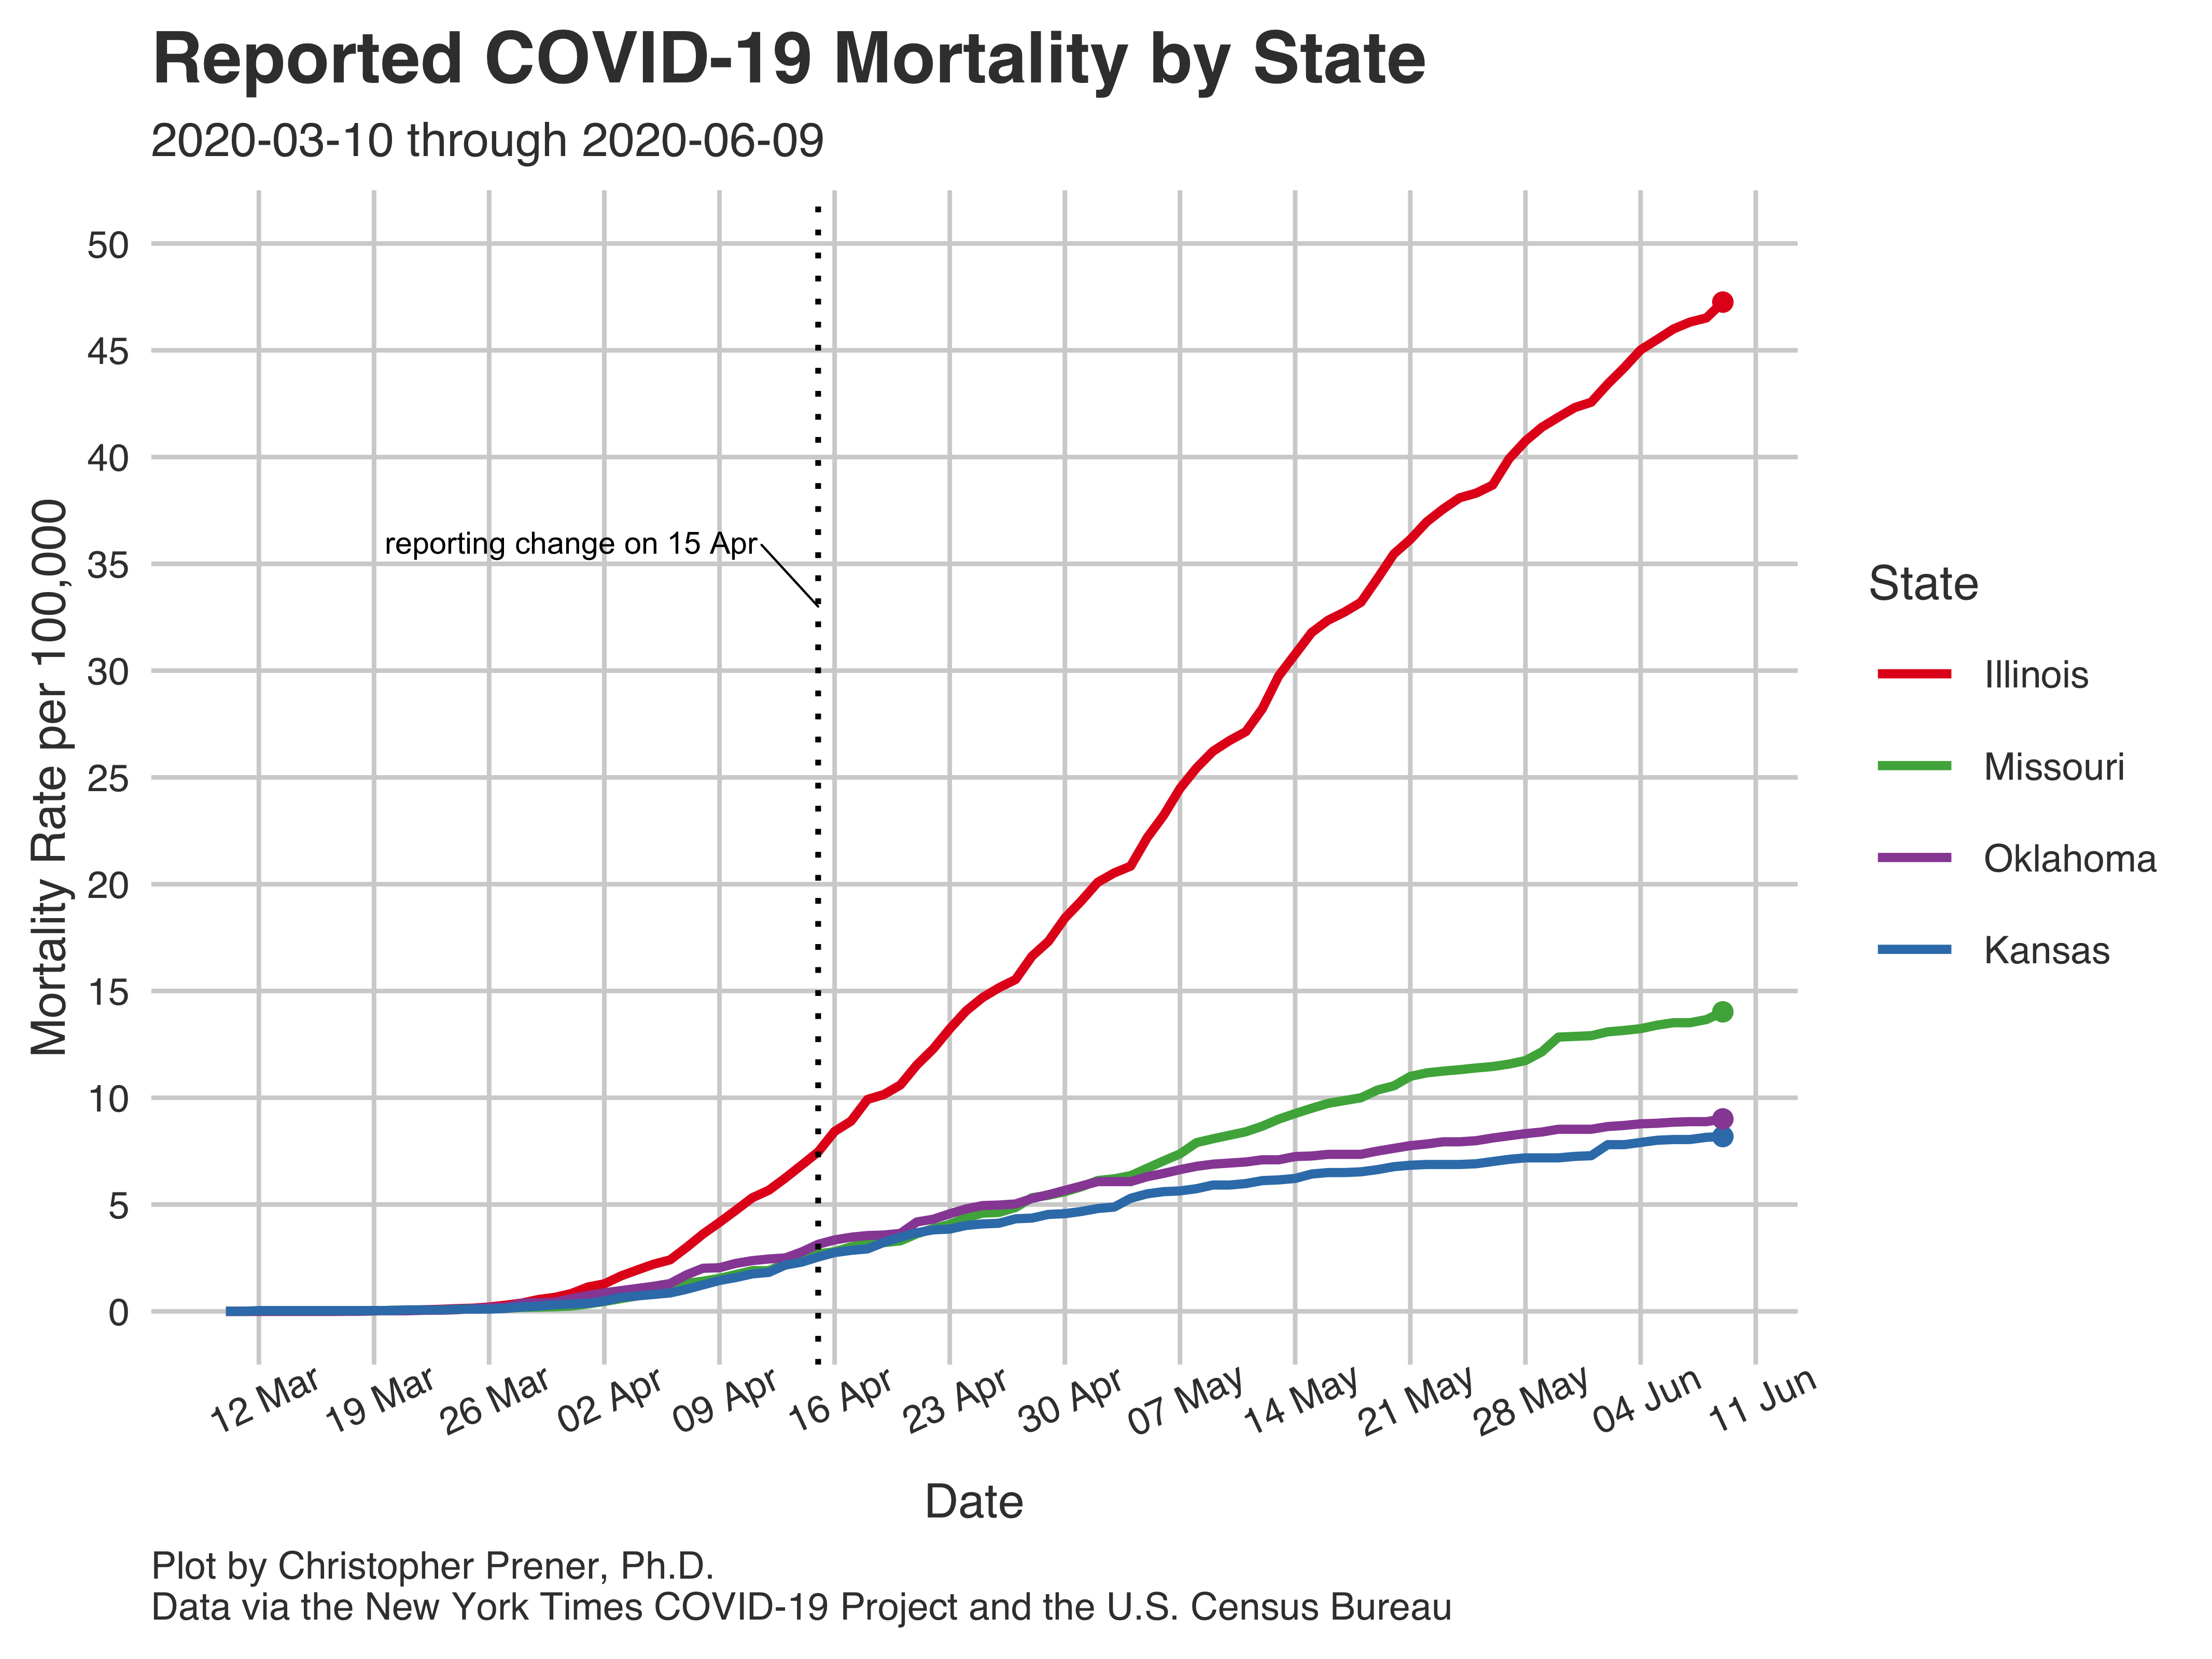 Reported COVID-19 Mortality by State
2020-03-10 through 2020-06-09
Mortality Rate per 100,000
50
45
40
35
30
25
20
15
10
5
0
reporting change on 15 Apr
12 Mar
19 Mar
26 Mar
02 Apr
09 Apr
16 Apr
23 Apr
30 Apr
07 May
14 May
21 May
28 May
04 Jun
11 Jun
Date
State
Illinois
Missouri
Oklahoma
Kansas
Plot by Christopher Prener, Ph.D.
Data via the New York Times COVID-19 Project and the U.S. Census Bureau